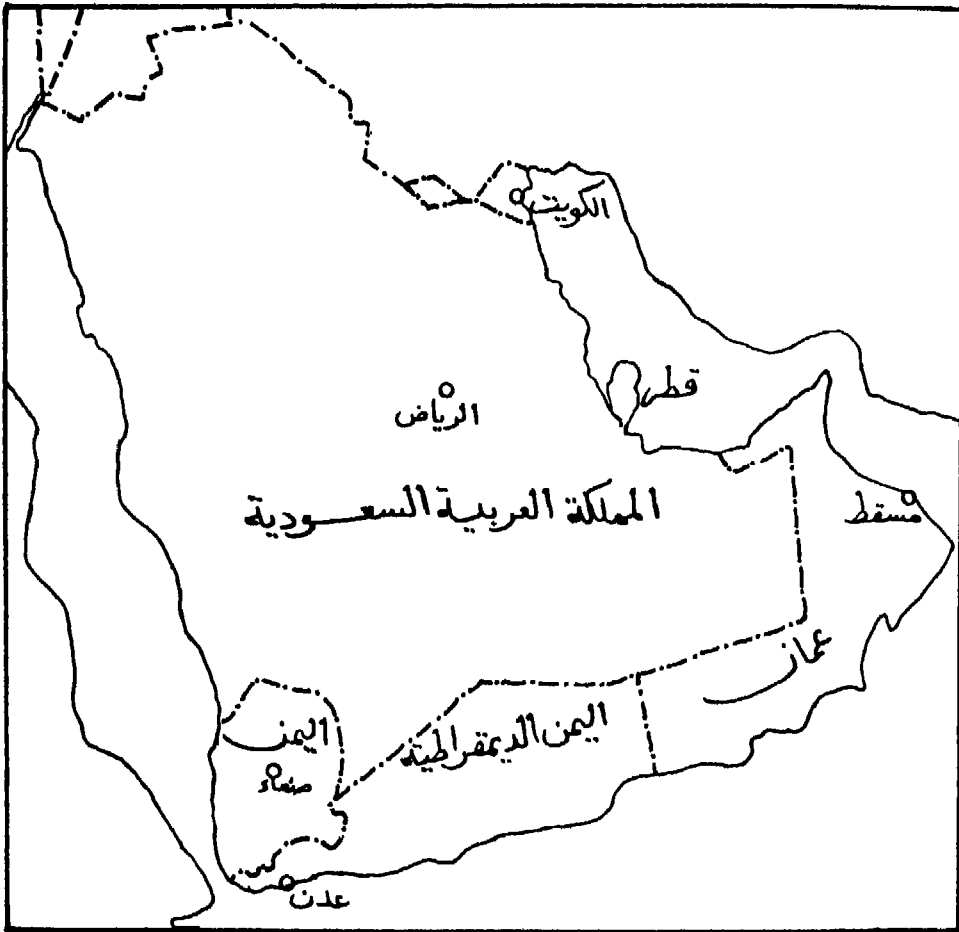 الكويت
قطر
الرياض
المملكة العربية السعودية
مسقط
عمان
اليمن
اليمن الديمقراطية
صنعاء
عدن